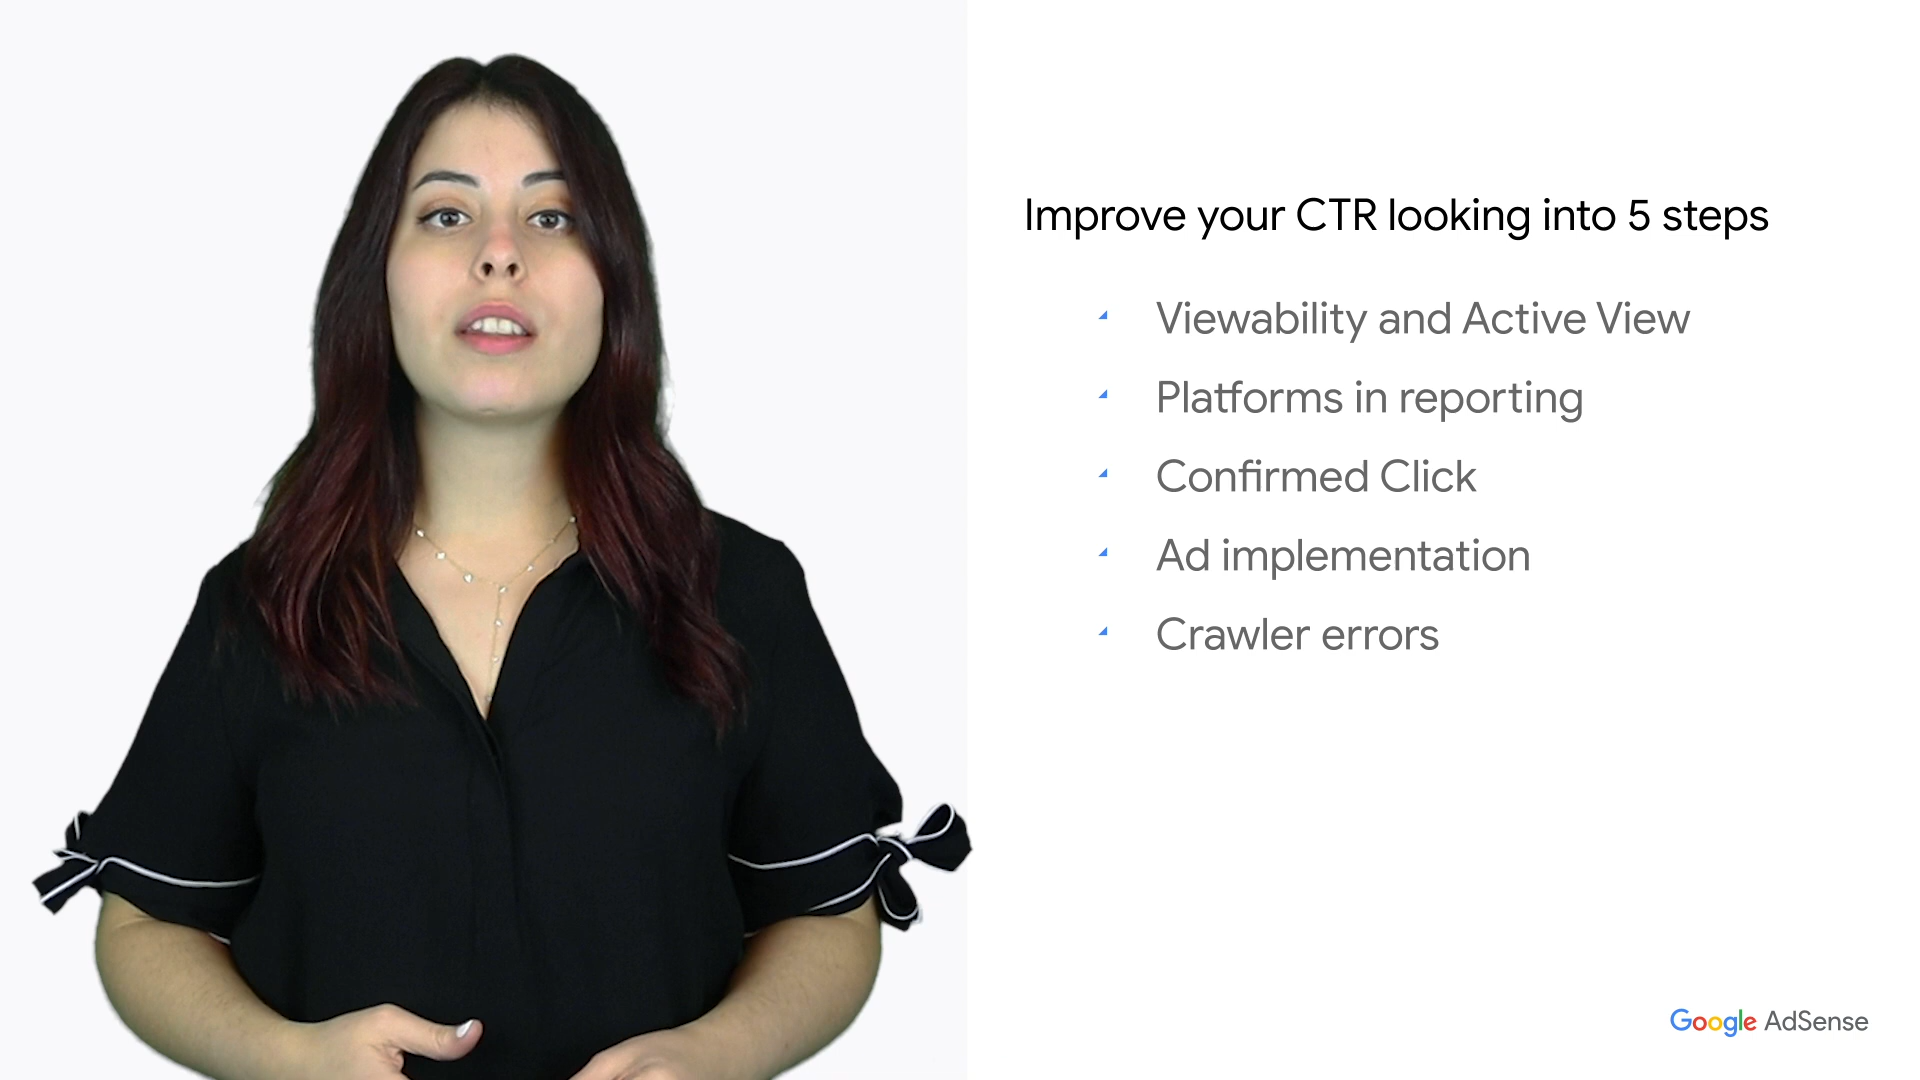 Improve your CTR looking into 5 steps
Viewability and Active View
Platforms in reporting
Confirmed Click
Ad implementation
Crawler errors
Google AdSense